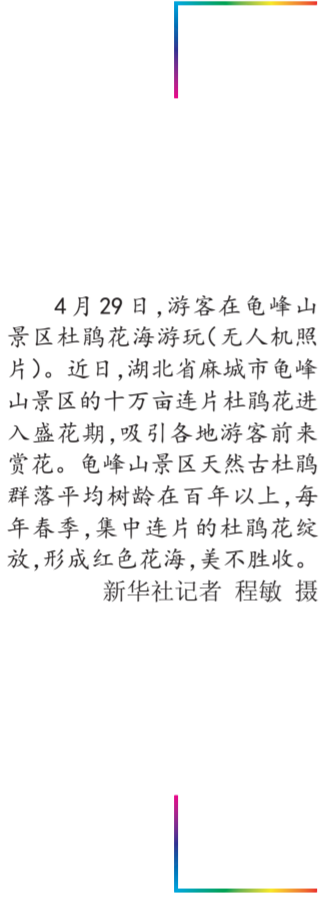 4月29日,游客在龟峰山
景区杜鹃花海游玩(无人机照
片)。近日,湖北省麻城市龟峰
山景区的十万亩连片杜鹃花进
入盛花期,吸引各地游客前来
赏花。龟峰山景区天然古杜鹃
群落平均树龄在百年以上,每
年春季,集中连片的杜鹃花绽
放,形成红色花海,美不胜收。
新华社记者 程敏 摄